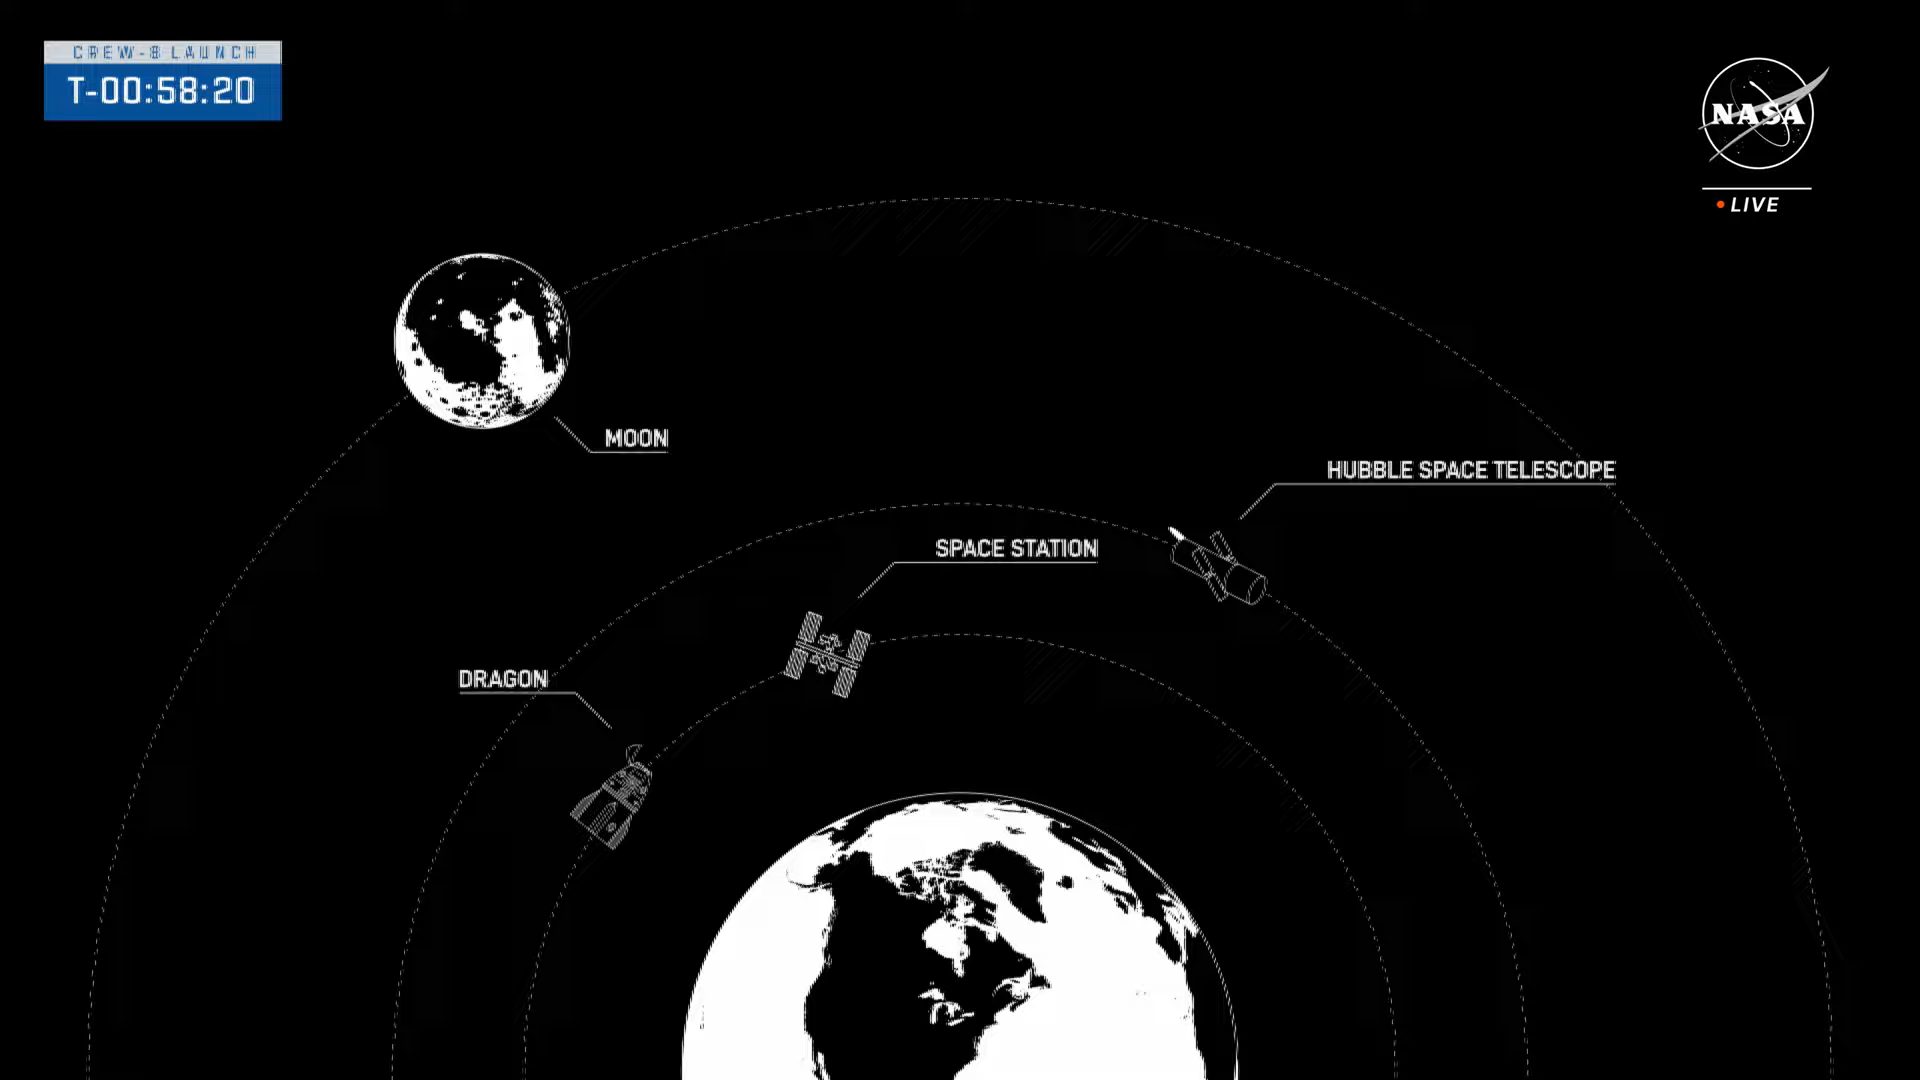 CREW-8 LAUNCH
T-00:58:20
NASA
LIVE
MOON
HUBBLE SPACE TELESCOPE
SPACE STATION
DRAGON